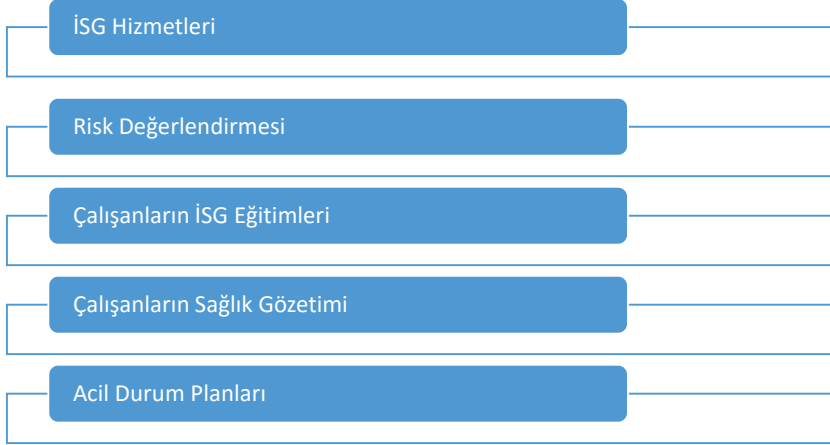 İSG Hizmetleri
Risk Değerlendirmesi
Çalışanların İSG Eğitimleri
Çalışanların Sağlık Gözetimi
Acil Durum Planları